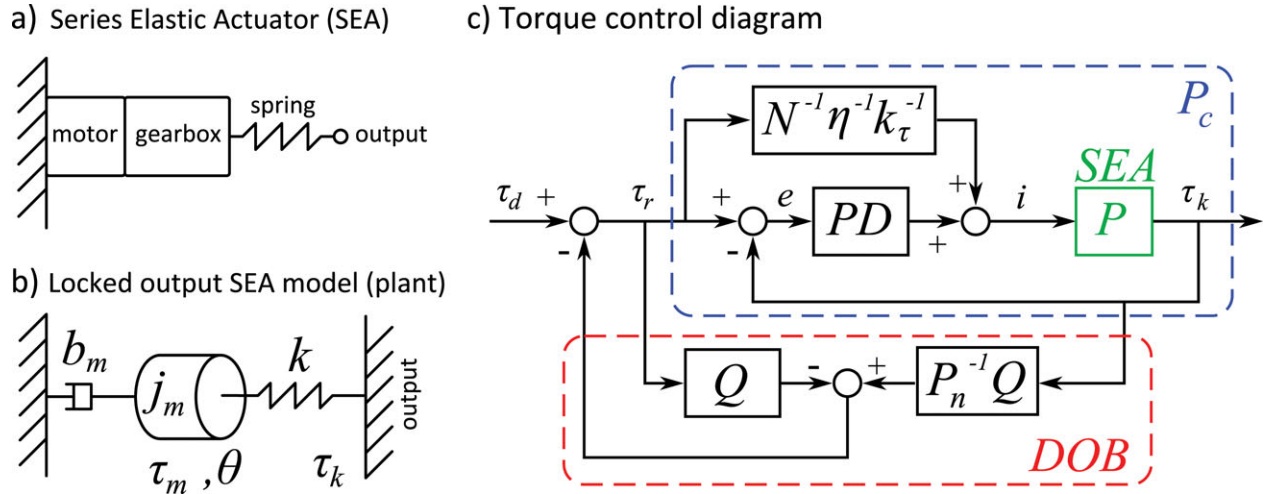 a) Series Elastic Actuator (SEA)
motor
gearbox
spring
output
b) Locked output SEA model (plant)
b_m
j_m
k
output
τ_m , θ
τ_k
c) Torque control diagram
P_c
N^-1 η^-1 k_τ^-1
SEA
τ_d + τ_r + e PD + + i P τ_k
-
-
Q - + P_n^-1 Q
DOB